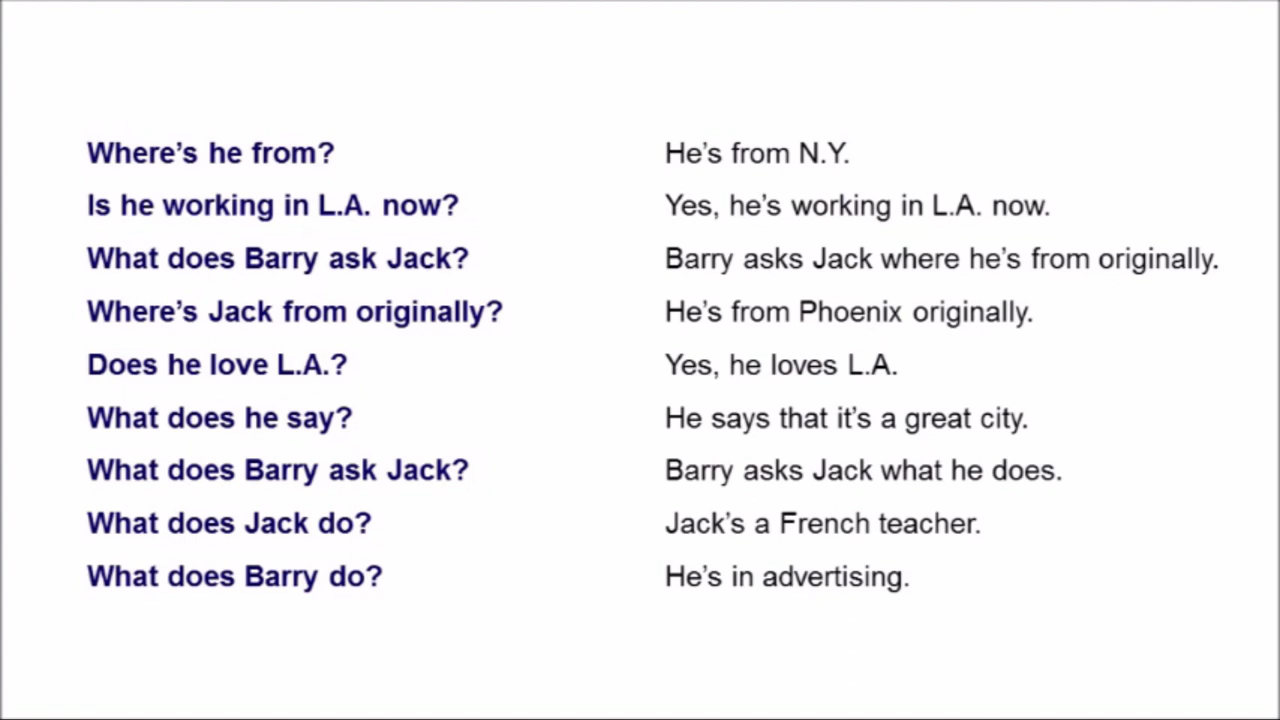 Where’s he from? He’s from N.Y.
Is he working in L.A. now? Yes, he’s working in L.A. now.
What does Barry ask Jack? Barry asks Jack where he’s from originally.
Where’s Jack from originally? He’s from Phoenix originally.
Does he love L.A.? Yes, he loves L.A.
What does he say? He says that it’s a great city.
What does Barry ask Jack? Barry asks Jack what he does.
What does Jack do? Jack’s a French teacher.
What does Barry do? He’s in advertising.